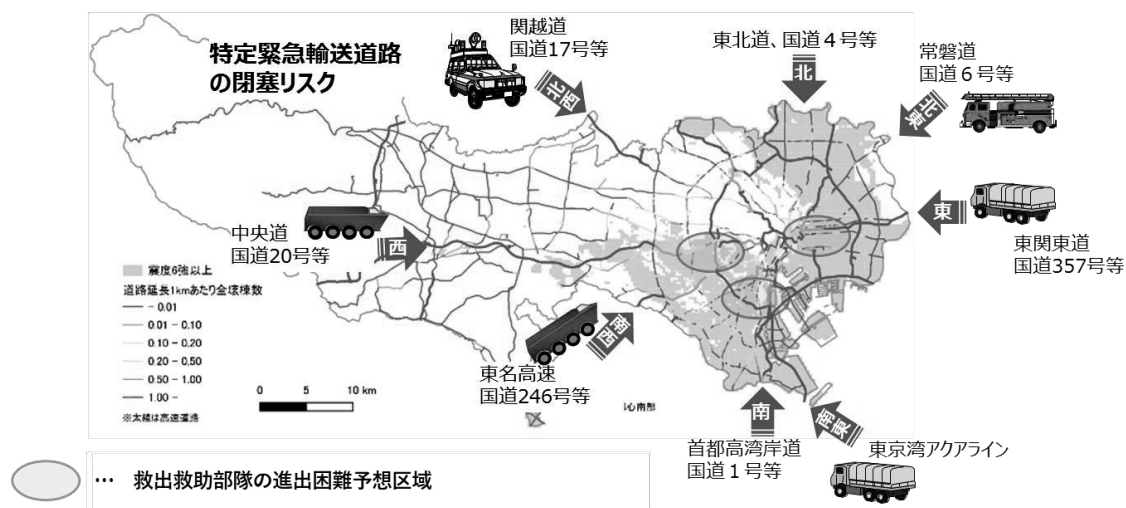 特定緊急輸送道路
の閉塞リスク
関越道
国道17号等
北西
東北道、国道４号等
北
常磐道
国道６号等
北東
東
東関東道
国道357号等
中央道
国道20号等
西
震度6強以上
道路延長1kmあたり全壊棟数
- 0.01
0.01 - 0.10
0.10 - 0.20
0.20 - 0.50
0.50 - 1.00
1.00 -
※太線は高速道路
0 5 10 km
南西
東名高速
国道246号等
心南部
南
首都高湾岸道
国道１号等
南東
東京湾アクアライン
… 救出救助部隊の進出困難予想区域